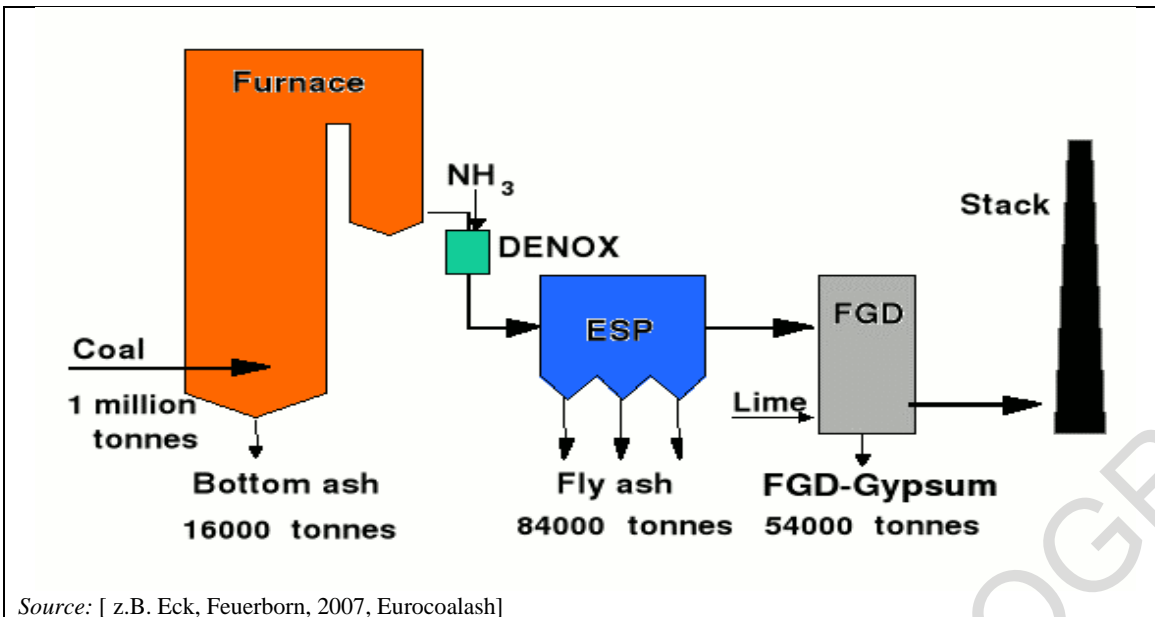 Furnace
NH3
DENOX
Stack
ESP
FGD
Coal
1 million
tonnes
Lime
Bottom ash
16000 tonnes
Fly ash
84000 tonnes
FGD-Gypsum
54000 tonnes
Source: [ z.B. Eck, Feuerborn, 2007, Eurocoalash]